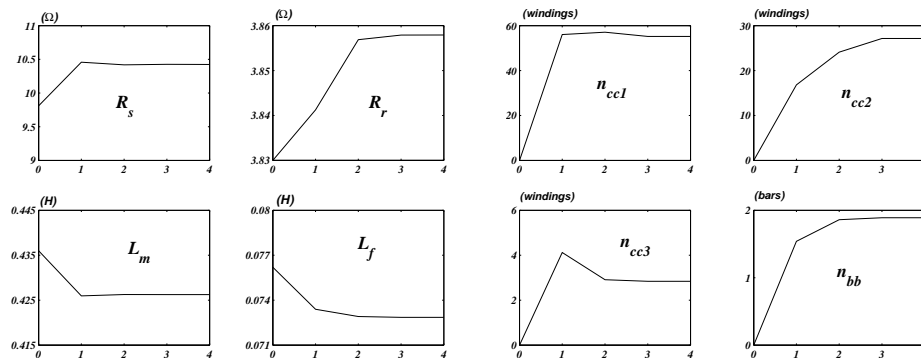 (Ω)
11
10.5
10
9.5
9
0 1 2 3 4
R_s
(Ω)
3.86
3.85
3.84
3.83
0 1 2 3 4
R_r
(windings)
60
40
20
0
0 1 2 3 4
n_cc1
(windings)
30
20
10
0
0 1 2 3
n_cc2
(H)
0.445
0.435
0.425
0.415
0 1 2 3 4
L_m
(H)
0.08
0.077
0.074
0.071
0 1 2 3 4
L_f
(windings)
6
4
2
0
0 1 2 3 4
n_cc3
(bars)
2
1
0
0 1 2 3
n_bb